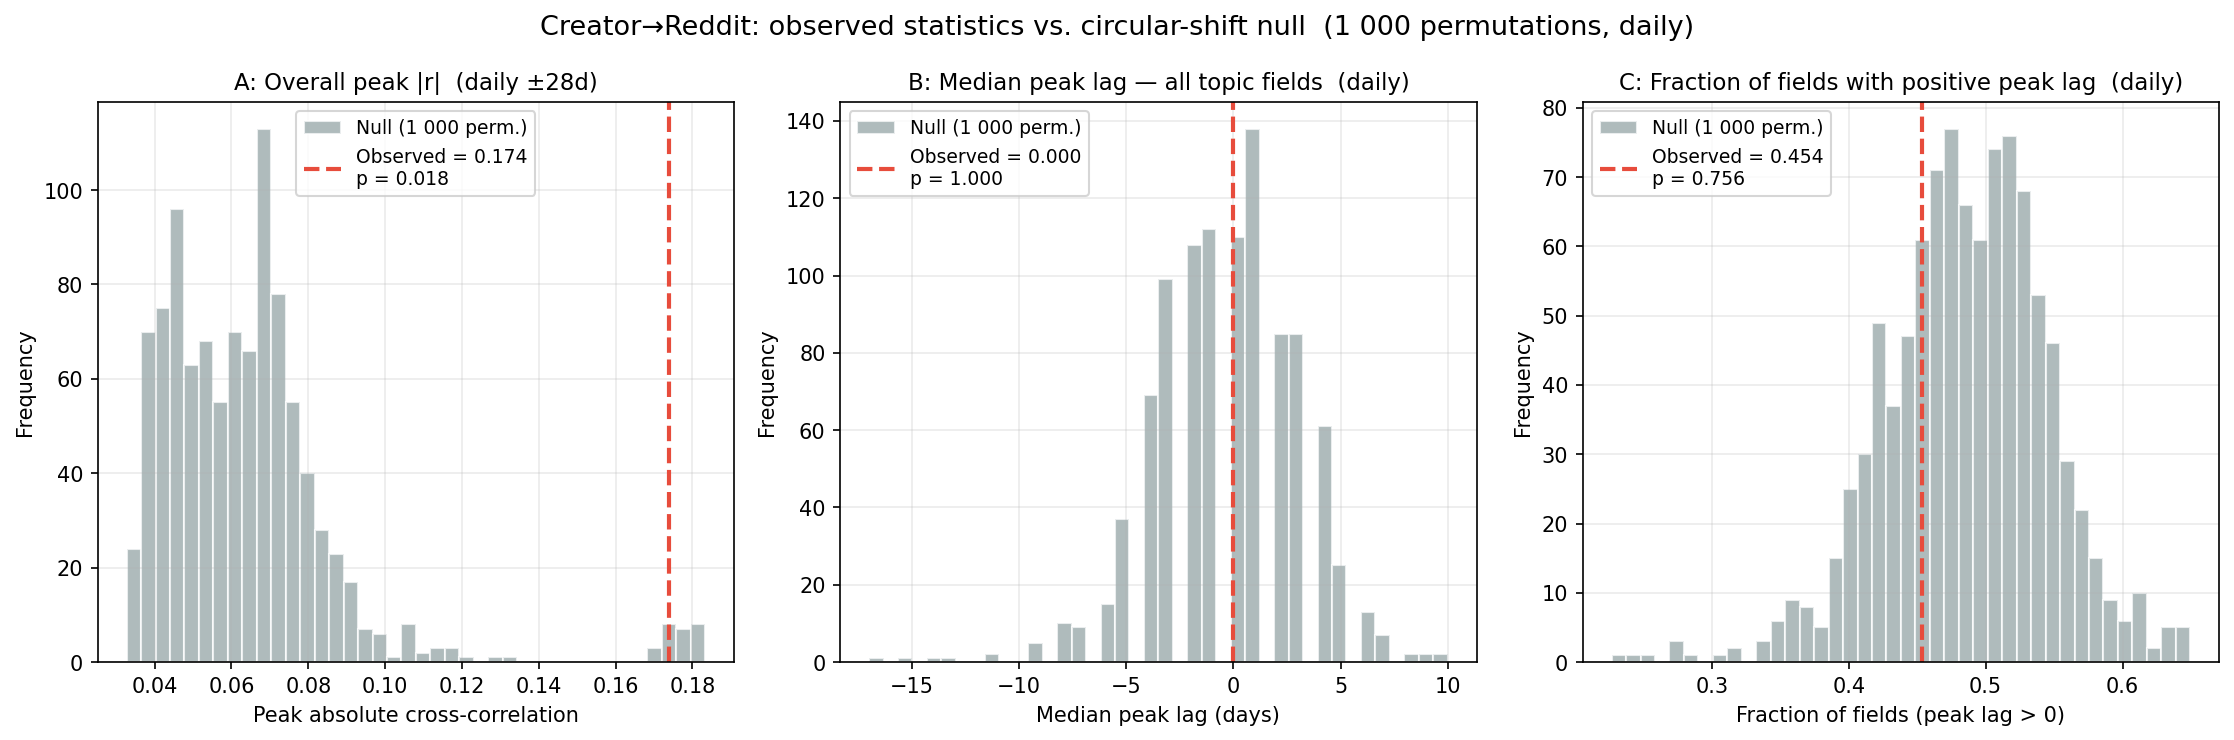 Creator→Reddit: observed statistics vs. circular-shift null  (1 000 permutations, daily)
A: Overall peak |r|  (daily ±28d)
Null (1 000 perm.)
Observed = 0.174
p = 0.018
Frequency
0
20
40
60
80
100
0.04
0.06
0.08
0.10
0.12
0.14
0.16
0.18
Peak absolute cross-correlation
B: Median peak lag — all topic fields  (daily)
Null (1 000 perm.)
Observed = 0.000
p = 1.000
Frequency
0
20
40
60
80
100
120
140
−15
−10
−5
0
5
10
Median peak lag (days)
C: Fraction of fields with positive peak lag  (daily)
Null (1 000 perm.)
Observed = 0.454
p = 0.756
Frequency
0
10
20
30
40
50
60
70
80
0.3
0.4
0.5
0.6
Fraction of fields (peak lag > 0)